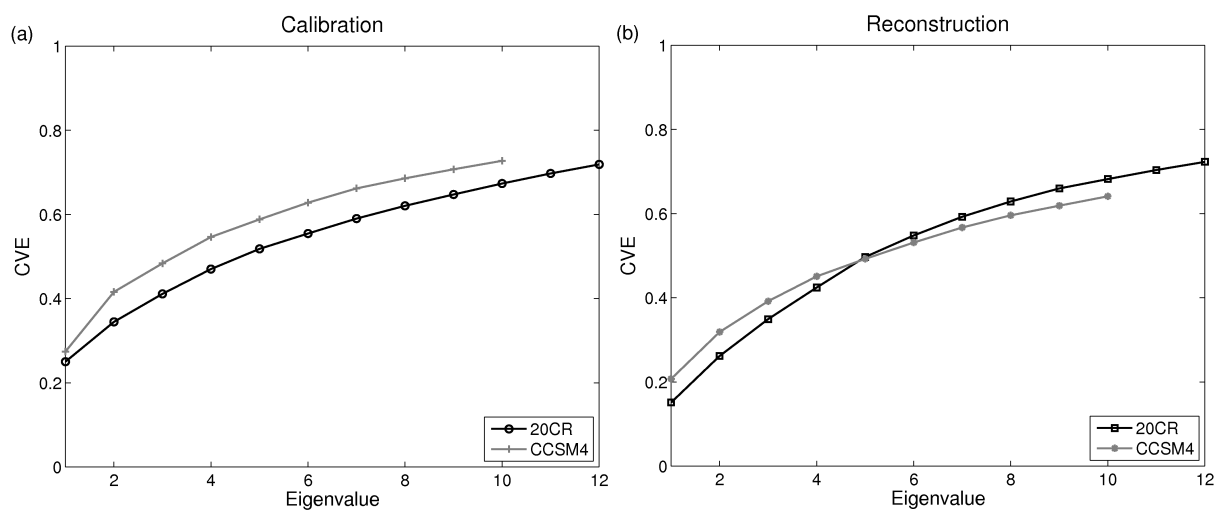 (a)
Calibration
1
0.8
0.6
0.4
0.2
0
CVE
2 4 6 8 10 12
Eigenvalue
20CR
CCSM4
(b)
Reconstruction
1
0.8
0.6
0.4
0.2
0
CVE
2 4 6 8 10 12
Eigenvalue
20CR
CCSM4